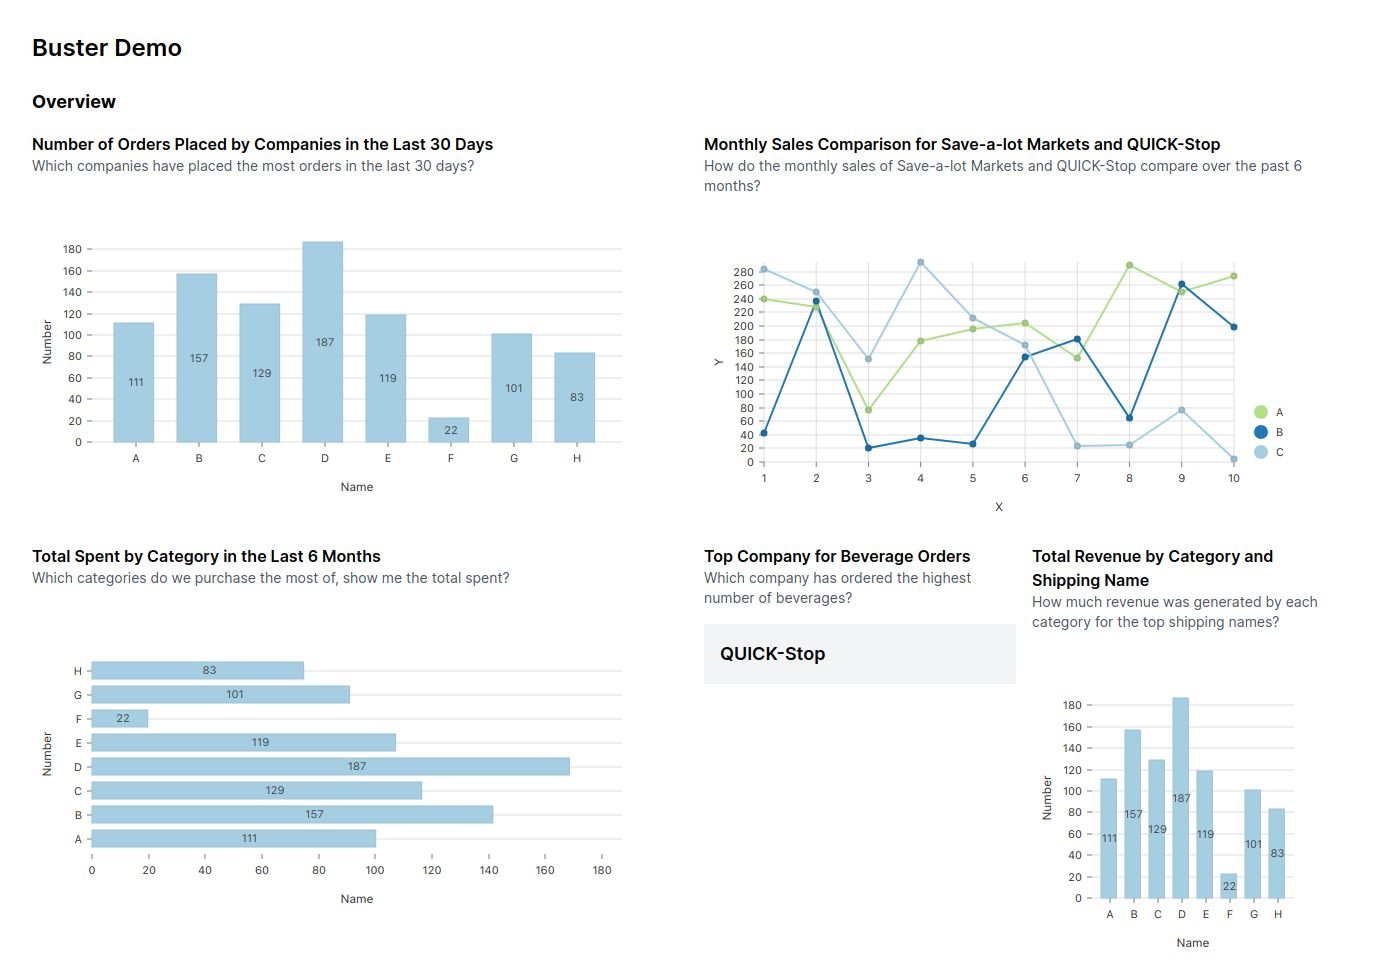 Buster Demo
Overview
Number of Orders Placed by Companies in the Last 30 Days
Which companies have placed the most orders in the last 30 days?
180
160
140
120
100
80
60
40
20
0
Number
111
157
129
187
119
22
101
83
A B C D E F G H
Name
Monthly Sales Comparison for Save-a-lot Markets and QUICK-Stop
How do the monthly sales of Save-a-lot Markets and QUICK-Stop compare over the past 6
months?
280
260
240
220
200
180
160
140
120
100
80
60
40
20
0
Y
1 2 3 4 5 6 7 8 9 10
X
A
B
C
Total Spent by Category in the Last 6 Months
Which categories do we purchase the most of, show me the total spent?
Number
H 83
G 101
F 22
E 119
D 187
C 129
B 157
A 111
0 20 40 60 80 100 120 140 160 180
Name
Top Company for Beverage Orders
Which company has ordered the highest
number of beverages?
QUICK-Stop
Total Revenue by Category and
Shipping Name
How much revenue was generated by each
category for the top shipping names?
180
160
140
120
100
80
60
40
20
0
Number
111
157
129
187
119
22
101
83
A B C D E F G H
Name